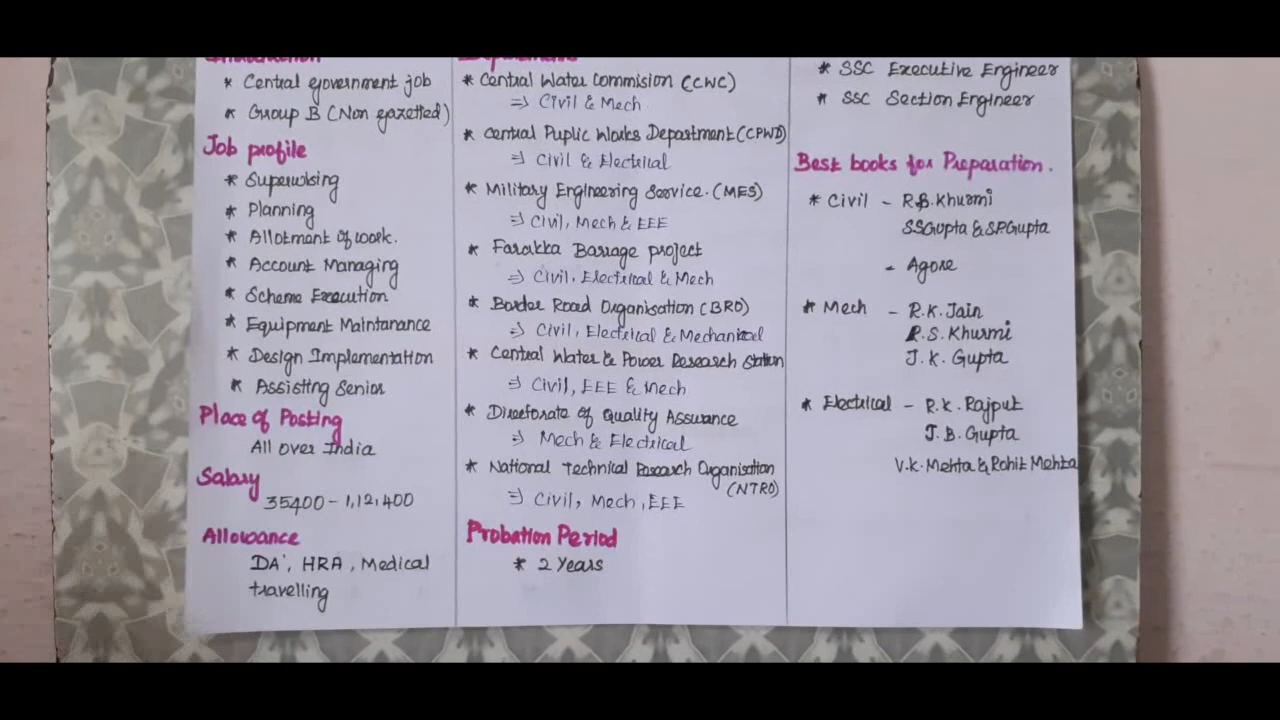 * Central government job
* Group B (Non gazetted)
Job profile
* Supervising
* Planning
* Allotment of work.
* Account Managing
* Scheme Execution
* Equipment Maintanance
* Design Implementation
* Assisting Senior
Place of Posting
All over India
Salary
35400 - 1,12,400
Allowance
DA, HRA, Medical
travelling
* Central Water Commision (CWC)
⇒ Civil & Mech
* Central Puplic Works Department (CPWD)
⇒ Civil & Electrical
* Military Engineering Service. (MES)
⇒ Civil, Mech & EEE
* Farakka Barrage project
⇒ Civil, Electrical & Mech
* Border Road Organisation (BRO)
⇒ Civil, Electrical & Mechanical
* Central Water & Power Research Station
⇒ Civil, EEE & Mech
* Directorate of Quality Assurance
⇒ Mech & Electrical
* National Technical Research Organisation
(NTRO)
⇒ Civil, Mech, EEE
Probation Period
* 2 Years
* SSC Executive Engineer
* SSC Section Engineer
Best books for Preparation.
* Civil - R.S. Khurmi
SSGupta & SPGupta
- Agore
* Mech - R.K. Jain
R.S. Khurmi
J.K. Gupta
* Electrical - R.K. Rajput
J.B. Gupta
V.K. Mehta & Rohit Mehta